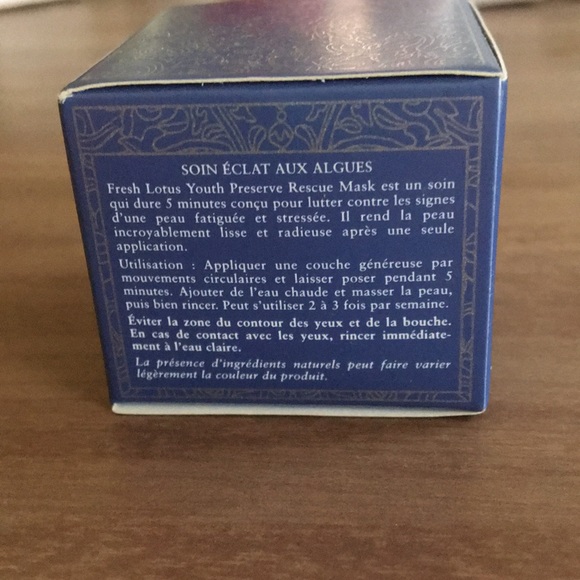 SOIN ÉCLAT AUX ALGUES
Fresh Lotus Youth Preserve Rescue Mask est un soin
qui dure 5 minutes conçu pour lutter contre les signes
d'une peau fatiguée et stressée. Il rend la peau
incroyablement lisse et radieuse après une seule
application.
Utilisation : Appliquer une couche généreuse par
mouvements circulaires et laisser poser pendant 5
minutes. Ajouter de l'eau chaude et masser la peau,
puis bien rincer. Peut s'utiliser 2 à 3 fois par semaine.
Éviter la zone du contour des yeux et de la bouche.
En cas de contact avec les yeux, rincer immédiate-
ment à l'eau claire.
La présence d'ingrédients naturels peut faire varier
légèrement la couleur du produit.